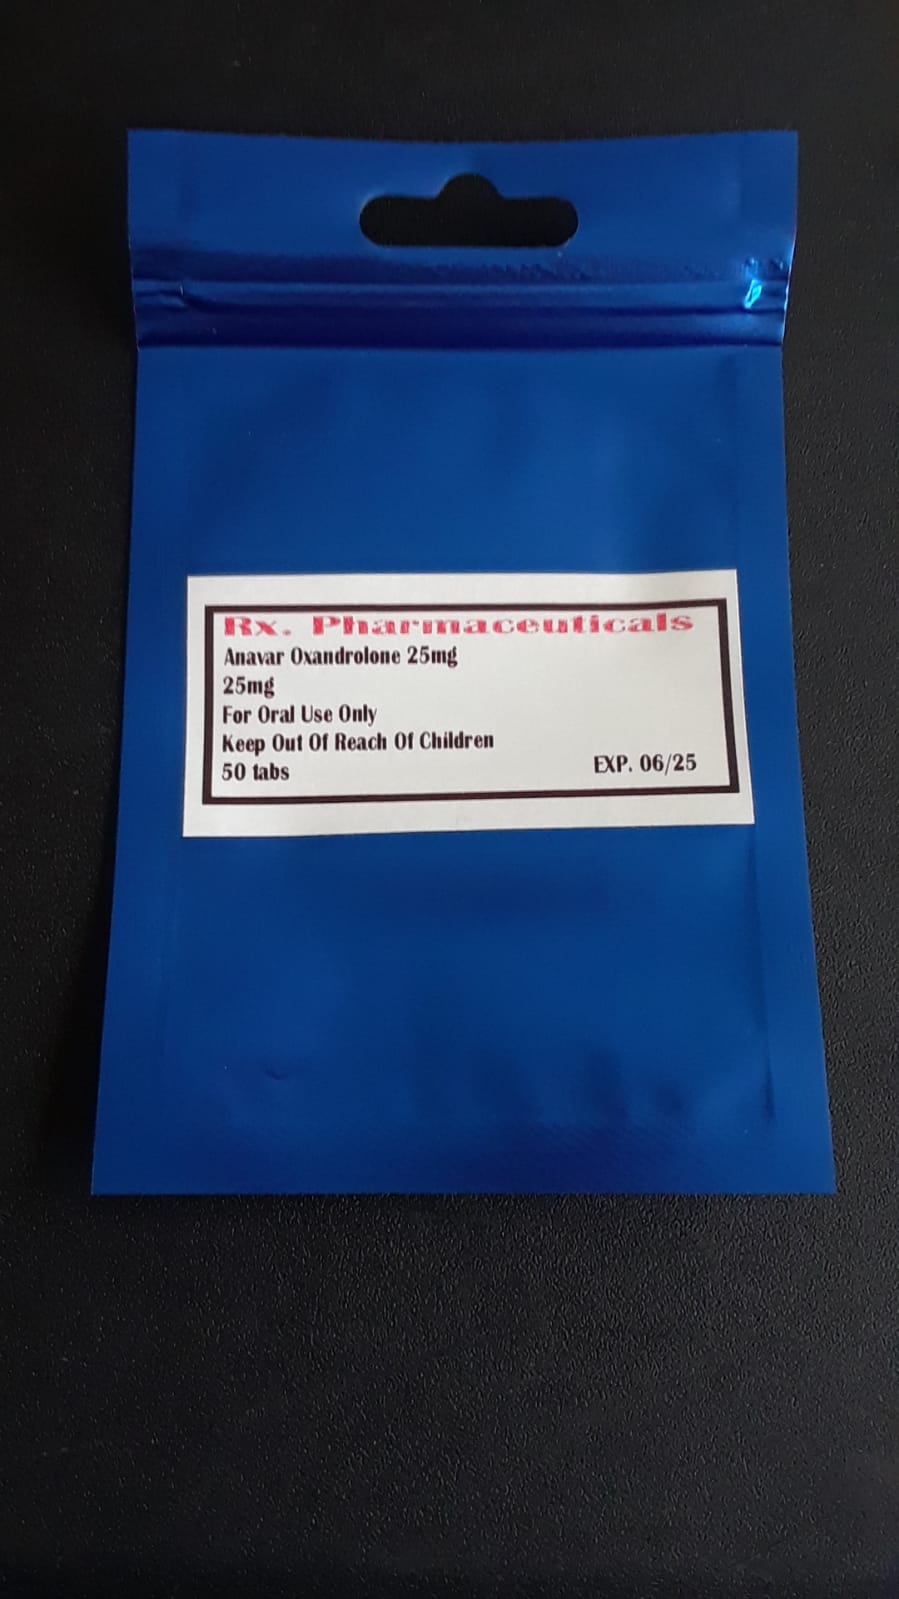 Rx. Pharmaceuticals
Anavar Oxandrolone 25mg
25mg
For Oral Use Only
Keep Out Of Reach Of Children
50 tabs EXP. 06/25